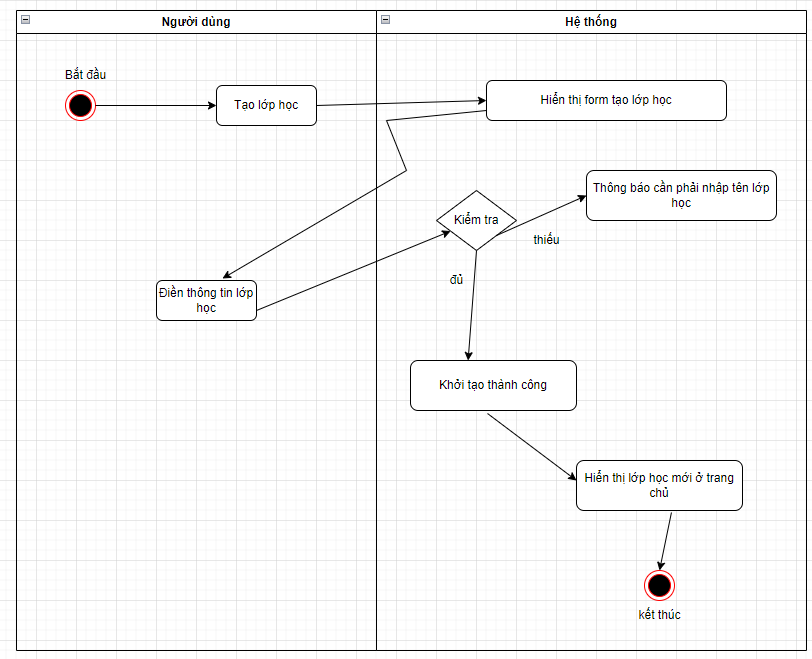 Người dùng
Hệ thống
Bắt đầu
Tạo lớp học
Hiển thị form tạo lớp học
Thông báo cần phải nhập tên lớp
học
Kiểm tra
thiếu
đủ
Điền thông tin lớp
học
Khởi tạo thành công
Hiển thị lớp học mới ở trang
chủ
kết thúc